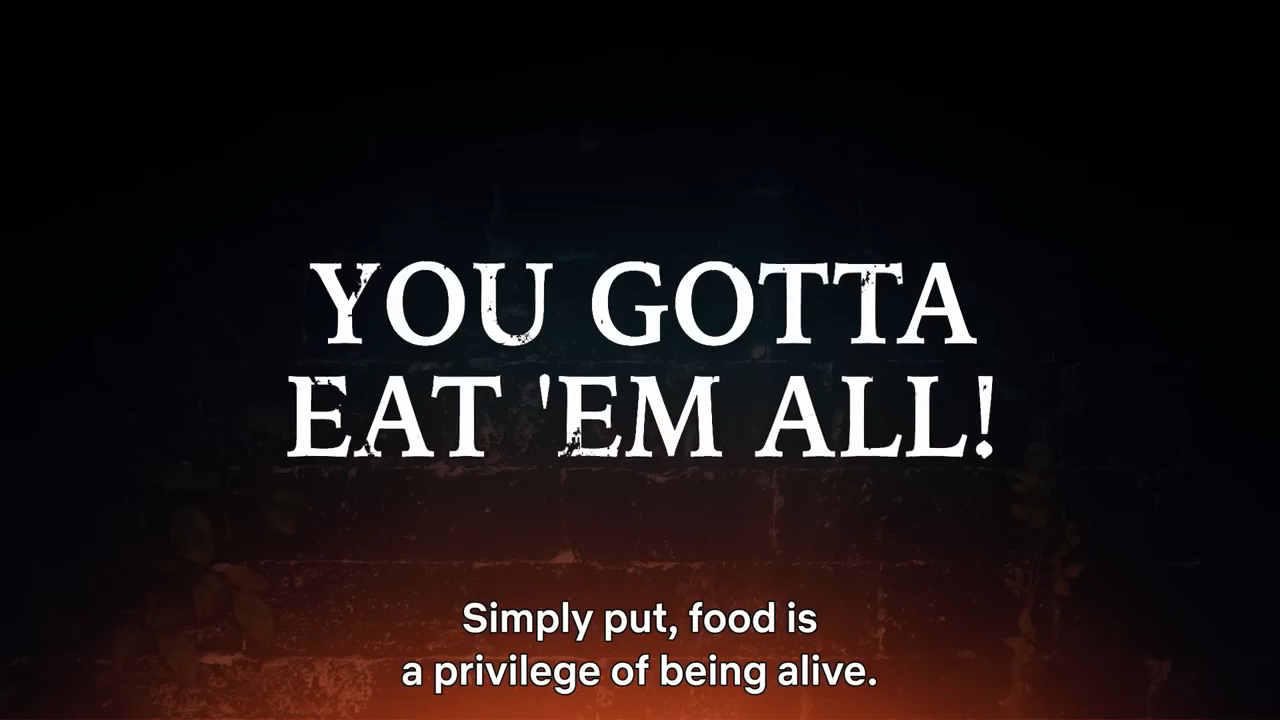 YOU GOTTA
EAT 'EM ALL!
Simply put, food is
a privilege of being alive.